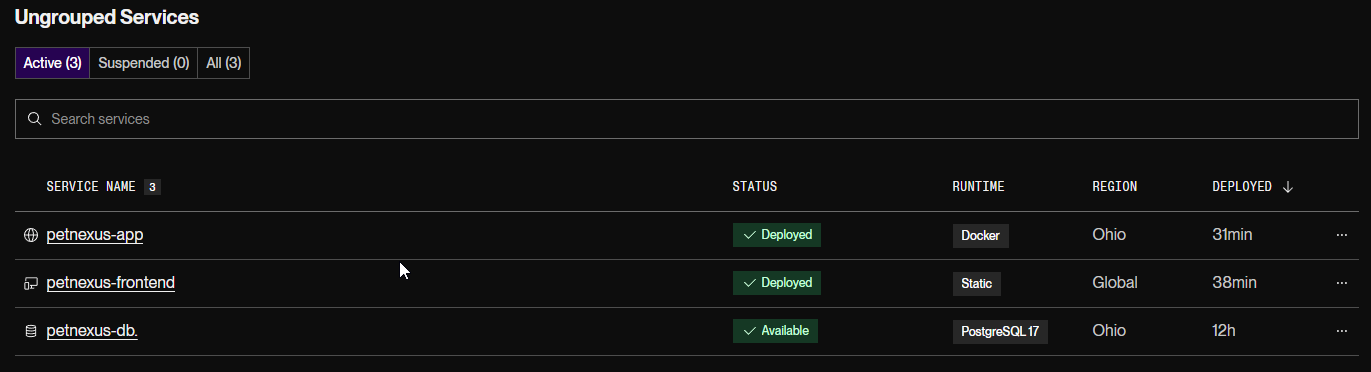 Ungrouped Services
Active (3) Suspended (0) All (3)
Search services
SERVICE NAME 3 STATUS RUNTIME REGION DEPLOYED
petnexus-app Deployed Docker Ohio 31min
petnexus-frontend Deployed Static Global 38min
petnexus-db. Available PostgreSQL 17 Ohio 12h